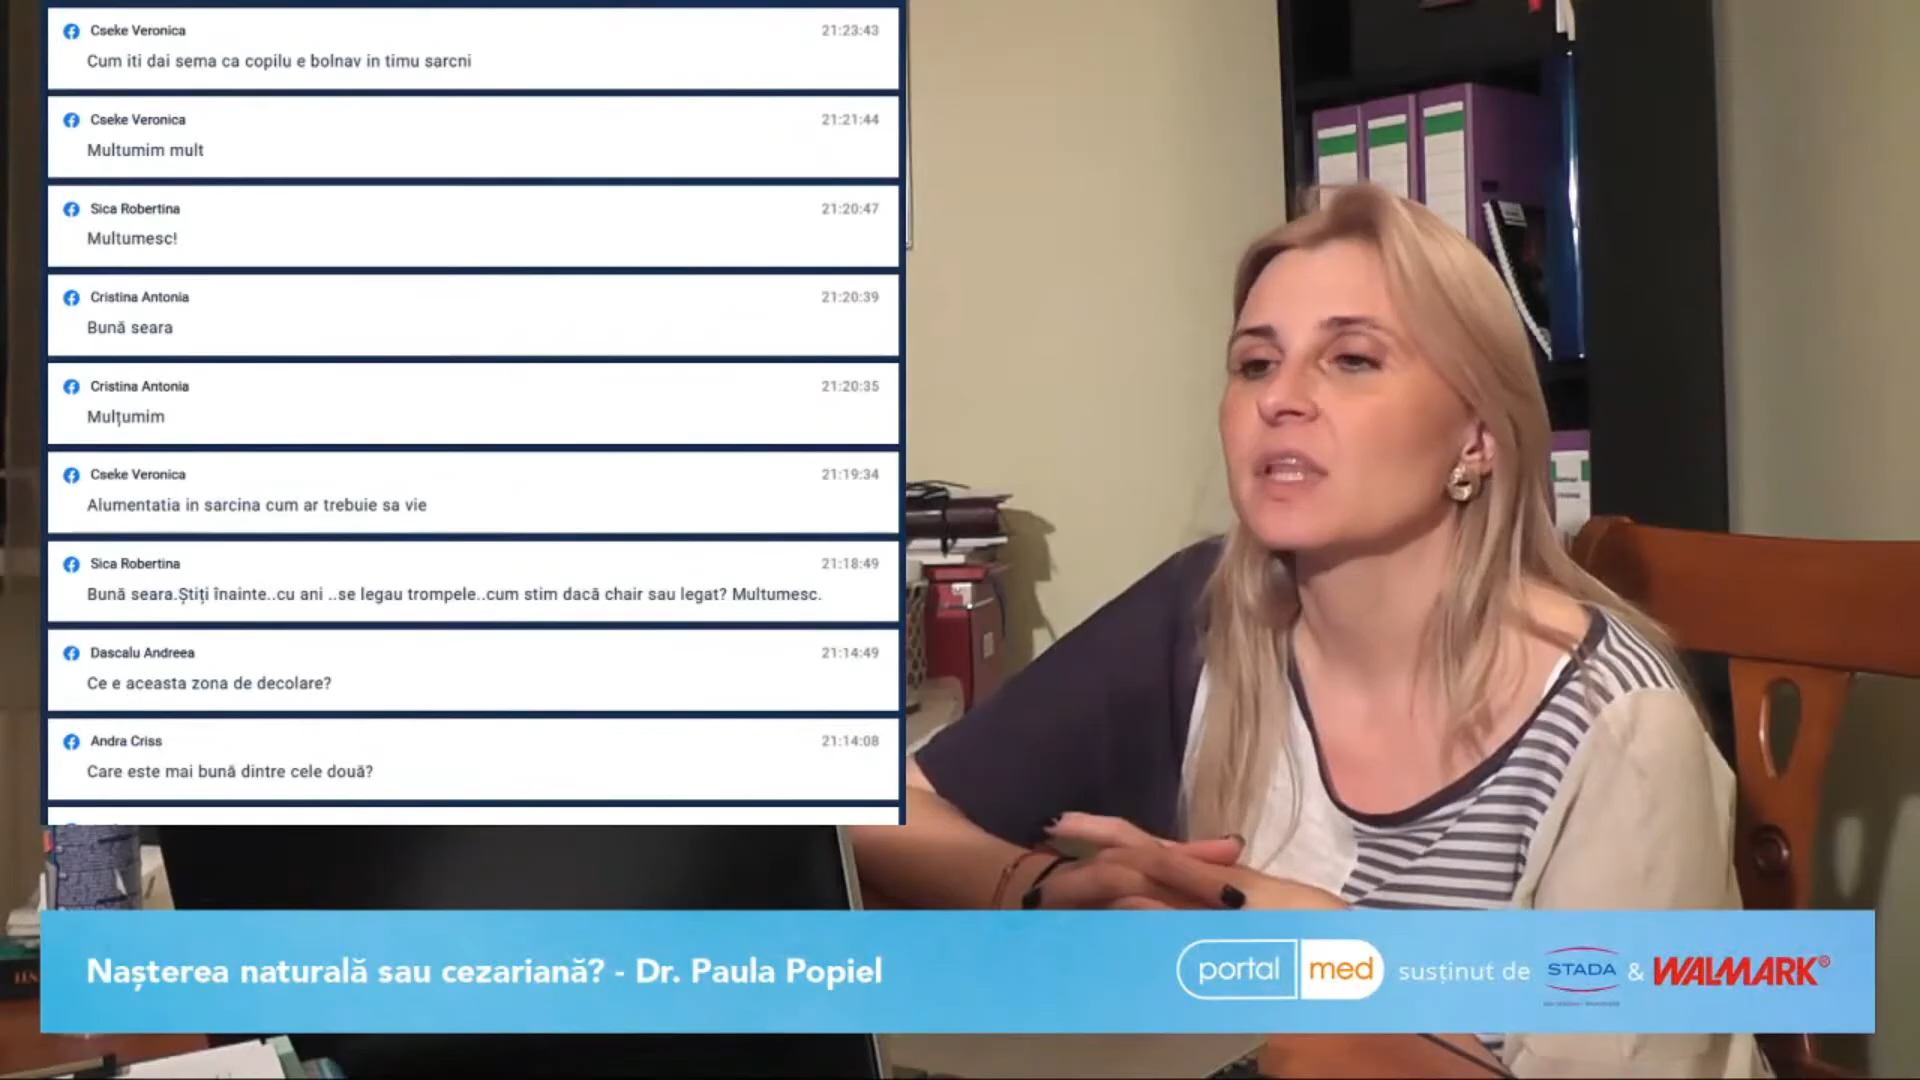 Cseke Veronica 21:23:43
Cum iti dai sema ca copilu e bolnav in timu sarcni
Cseke Veronica 21:21:44
Multumim mult
Sica Robertina 21:20:47
Multumesc!
Cristina Antonia 21:20:39
Bună seara
Cristina Antonia 21:20:35
Mulțumim
Cseke Veronica 21:19:34
Alumentatia in sarcina cum ar trebuie sa vie
Sica Robertina 21:18:49
Bună seara.Știți înainte..cu ani ..se legau trompele..cum stim dacă chair sau legat? Multumesc.
Dascalu Andreea 21:14:49
Ce e aceasta zona de decolare?
Andra Criss 21:14:08
Care este mai bună dintre cele două?
Nașterea naturală sau cezariană? - Dr. Paula Popiel
portal med susținut de STADA & WALMARK®